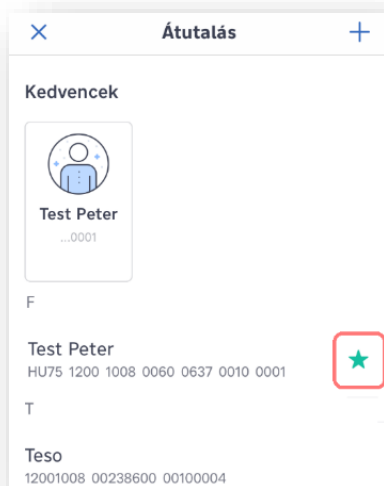 Átutalás
Kedvencek
Test Peter
...0001
F
Test Peter
HU75 1200 1008 0060 0637 0010 0001
T
Teso
12001008 00238600 00100004